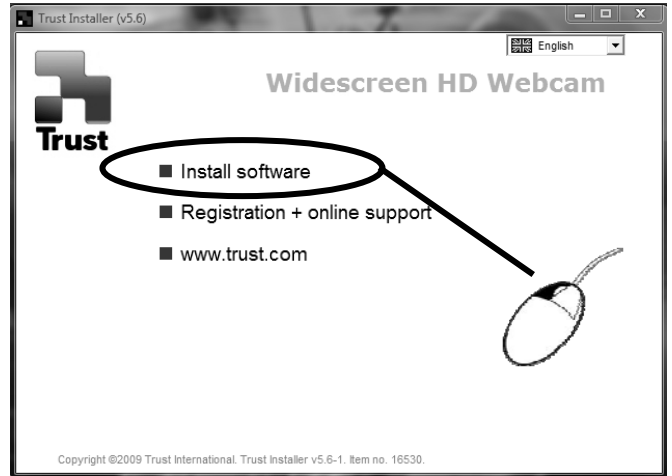 Trust Installer (v5.6)
English
Widescreen HD Webcam
Trust
Install software
Registration + online support
www.trust.com
Copyright ©2009 Trust International. Trust Installer v5.6-1. Item no. 16530.